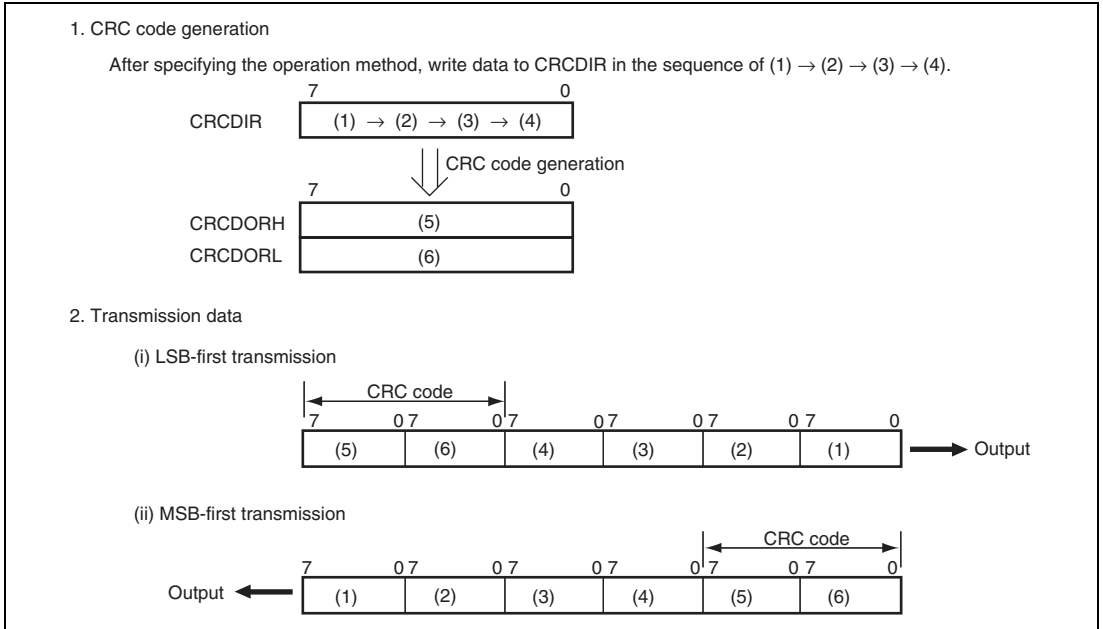 1. CRC code generation
After specifying the operation method, write data to CRCDIR in the sequence of (1) → (2) → (3) → (4).
7 0
CRCDIR (1) → (2) → (3) → (4)
CRC code generation
7 0
CRCDORH (5)
CRCDORL (6)
2. Transmission data
(i) LSB-first transmission
CRC code
7 0 7 0 7 0 7 0 7 0 7 0
(5) (6) (4) (3) (2) (1) Output
(ii) MSB-first transmission
CRC code
7 0 7 0 7 0 7 0 7 0 7 0
Output (1) (2) (3) (4) (5) (6)